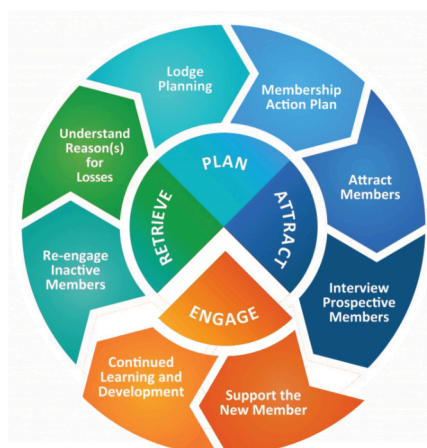 Lodge
Planning
Membership
Action Plan
Attract
Members
Interview
Prospective
Members
Support the
New Member
Continued
Learning and
Development
Re-engage
Inactive
Members
Understand
Reason(s)
for
Losses
PLAN
ATTRACT
ENGAGE
RETRIEVE